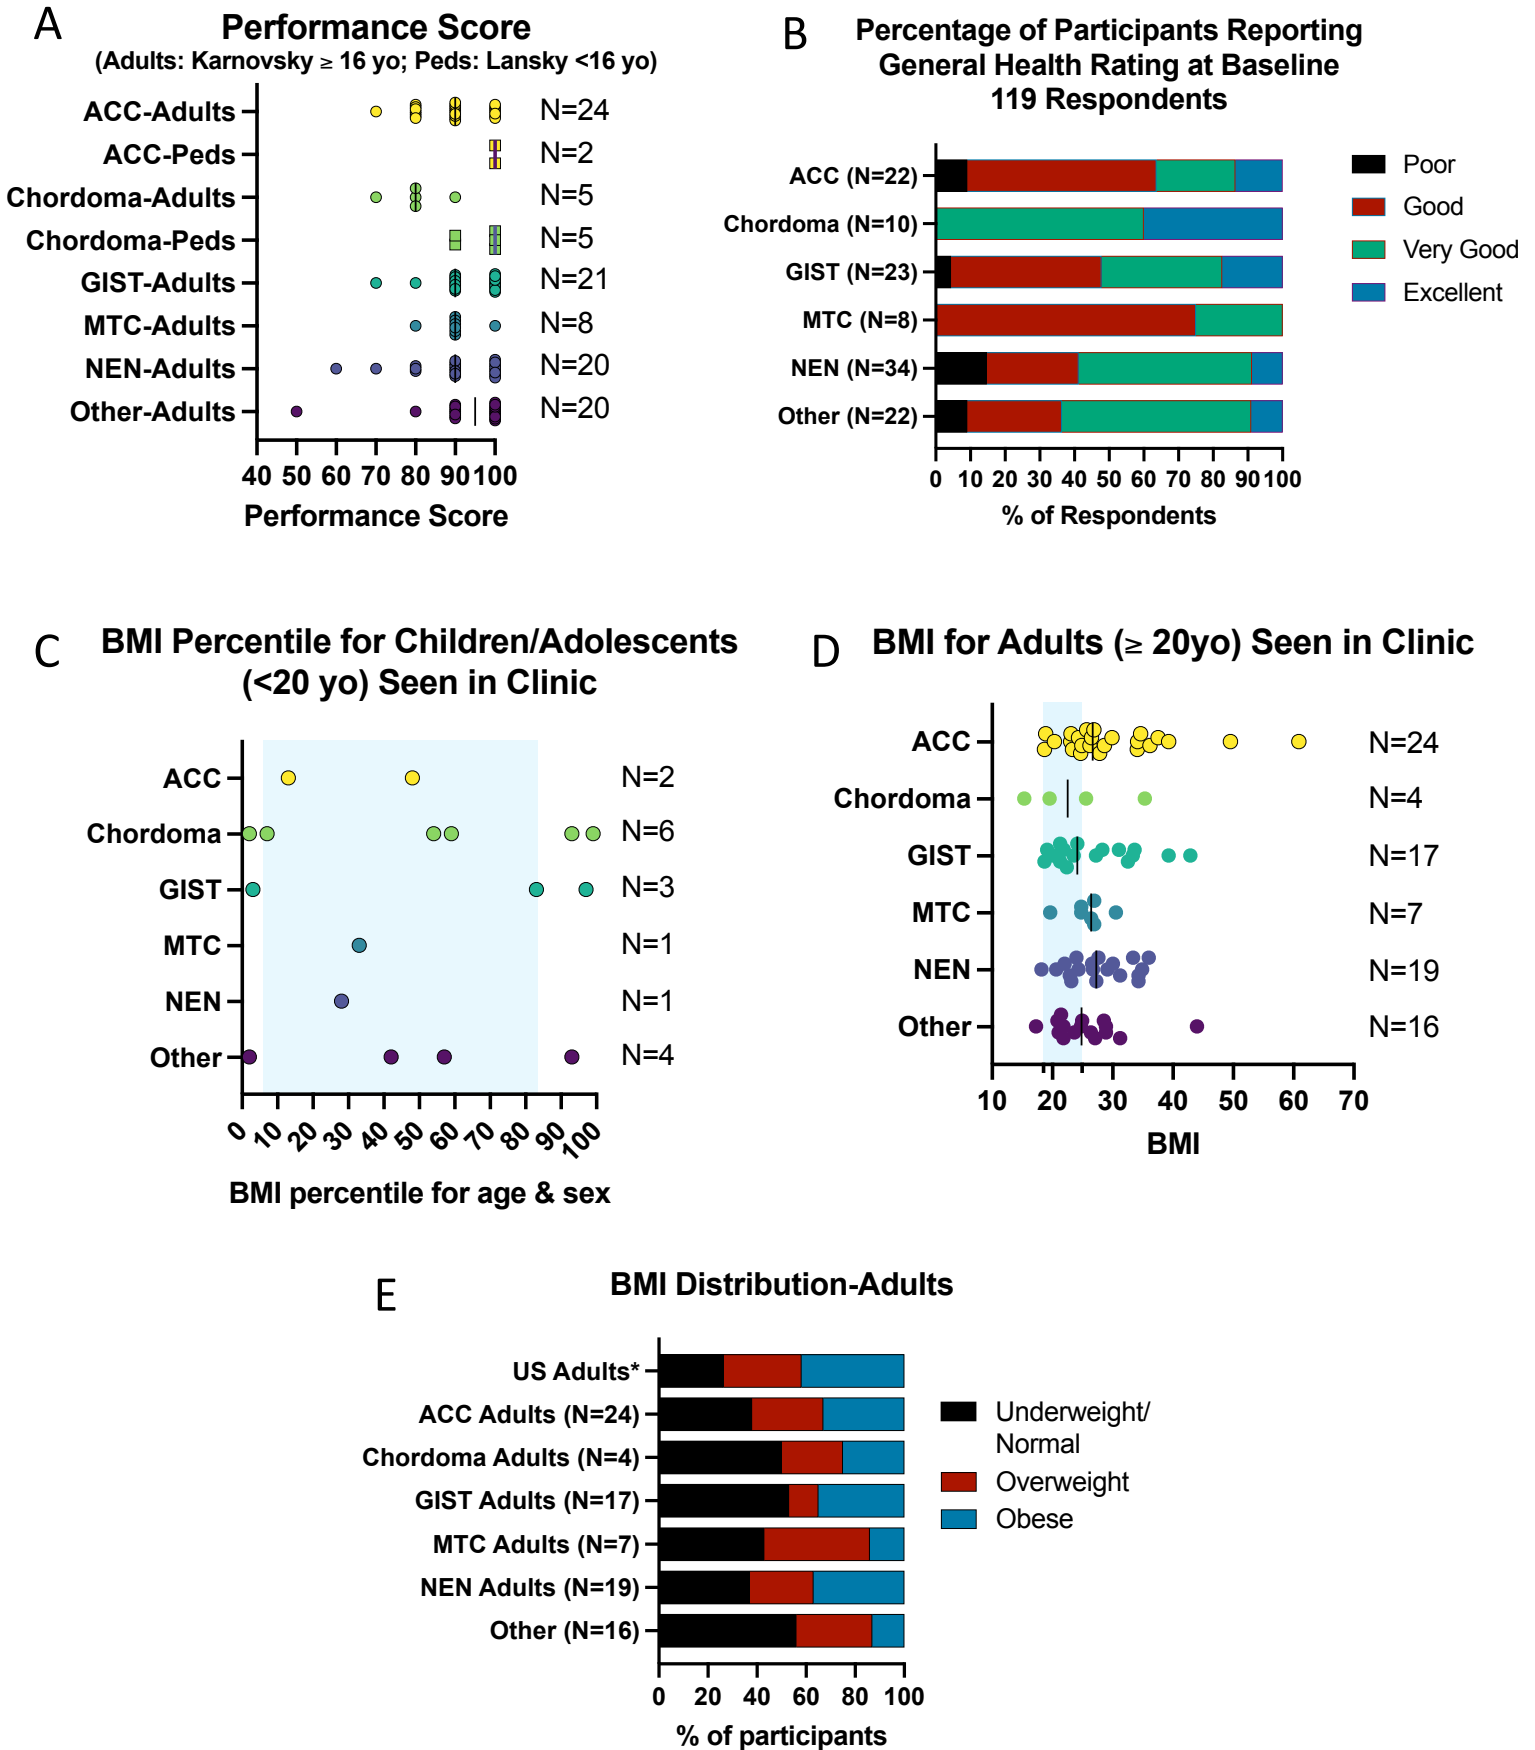 A
Performance Score
(Adults: Karnovsky ≥ 16 yo; Peds: Lansky <16 yo)
ACC-Adults
N=24
ACC-Peds
N=2
Chordoma-Adults
N=5
Chordoma-Peds
N=5
GIST-Adults
N=21
MTC-Adults
N=8
NEN-Adults
N=20
Other-Adults
N=20
40 50 60 70 80 90 100
Performance Score
B
Percentage of Participants Reporting
General Health Rating at Baseline
119 Respondents
ACC (N=22)
Chordoma (N=10)
GIST (N=23)
MTC (N=8)
NEN (N=34)
Other (N=22)
0 10 20 30 40 50 60 70 80 90 100
% of Respondents
Poor
Good
Very Good
Excellent
C
BMI Percentile for Children/Adolescents
(<20 yo) Seen in Clinic
ACC
N=2
Chordoma
N=6
GIST
N=3
MTC
N=1
NEN
N=1
Other
N=4
0 10 20 30 40 50 60 70 80 90 100
BMI percentile for age & sex
D
BMI for Adults (≥ 20yo) Seen in Clinic
ACC
N=24
Chordoma
N=4
GIST
N=17
MTC
N=7
NEN
N=19
Other
N=16
10 20 30 40 50 60 70
BMI
E
BMI Distribution-Adults
US Adults*
ACC Adults (N=24)
Chordoma Adults (N=4)
GIST Adults (N=17)
MTC Adults (N=7)
NEN Adults (N=19)
Other (N=16)
0 20 40 60 80 100
% of participants
Underweight/
Normal
Overweight
Obese